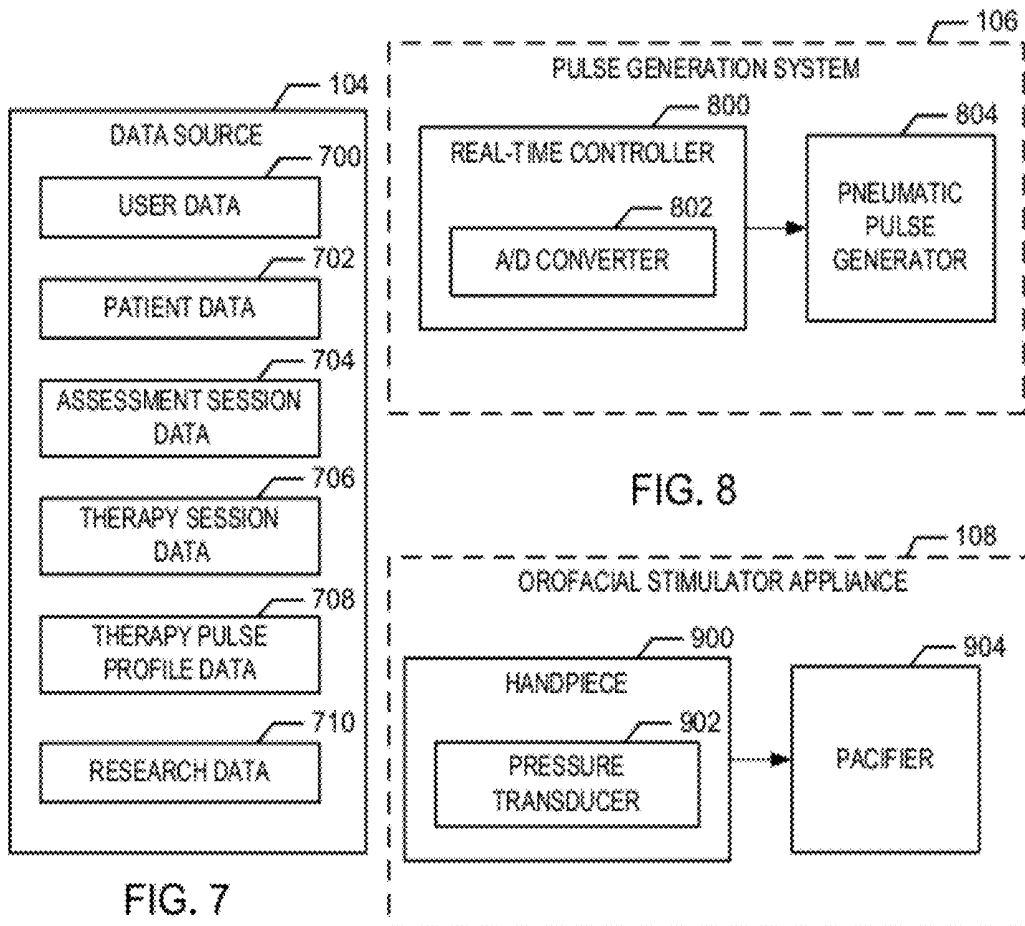 104
DATA SOURCE
700
USER DATA
702
PATIENT DATA
704
ASSESSMENT SESSION
DATA
706
THERAPY SESSION
DATA
708
THERAPY PULSE
PROFILE DATA
710
RESEARCH DATA
FIG. 7
106
PULSE GENERATION SYSTEM
800
REAL-TIME CONTROLLER
802
A/D CONVERTER
804
PNEUMATIC
PULSE
GENERATOR
FIG. 8
108
OROFACIAL STIMULATOR APPLIANCE
900
HANDPIECE
902
PRESSURE
TRANSDUCER
904
PACIFIER